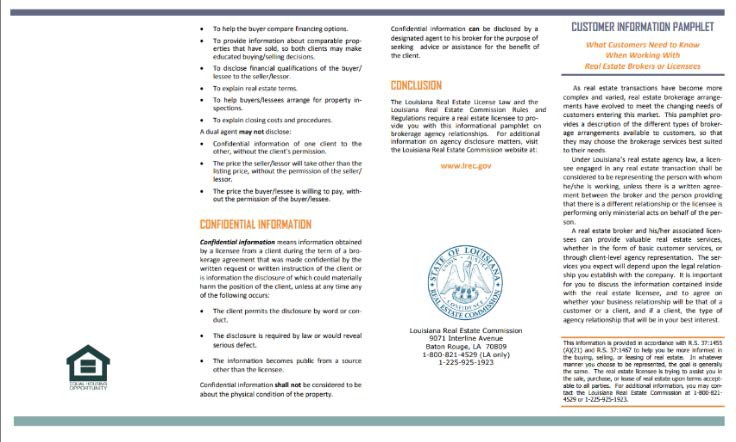 • To help the buyer compare financing options.
• To provide information about comparable prop-
erties that have sold, so both clients may make
educated buying/selling decisions.
• To disclose financial qualifications of the buyer/
lessee to the seller/lessor.
• To explain real estate terms.
• To help buyers/lessees arrange for property in-
spections.
• To explain closing costs and procedures.
A dual agent may not disclose:
• Confidential information of one client to the
other, without the client's permission.
• The price the seller/lessor will take other than the
listing price, without the permission of the seller/
lessor.
• The price the buyer/lessee is willing to pay, with-
out the permission of the buyer/lessee.
CONFIDENTIAL INFORMATION
Confidential information means information obtained
by a licensee from a client during the term of a bro-
kerage agreement that was made confidential by the
written request or written instruction of the client or
is information the disclosure of which could materially
harm the position of the client, unless at any time any
of the following occurs:
• The client permits the disclosure by word or con-
duct.
• The disclosure is required by law or would reveal
serious defect.
• The information becomes public from a source
other than the licensee.
Confidential information shall not be considered to be
about the physical condition of the property.
EQUAL HOUSING
OPPORTUNITY
Confidential information can be disclosed by a
designated agent to his broker for the purpose of
seeking advice or assistance for the benefit of
the client.
CONCLUSION
The Louisiana Real Estate License Law and the
Louisiana Real Estate Commission Rules and
Regulations require a real estate licensee to pro-
vide you with this informational pamphlet on
brokerage agency relationships. For additional
information on agency disclosure matters, visit
the Louisiana Real Estate Commission website at:
www.lrec.gov
STATE OF LOUISIANA
UNION JUSTICE
CONFIDENCE
REAL ESTATE COMMISSION
Louisiana Real Estate Commission
9071 Interline Avenue
Baton Rouge, LA 70809
1-800-821-4529 (LA only)
1-225-925-1923
CUSTOMER INFORMATION PAMPHLET
What Customers Need to Know
When Working With
Real Estate Brokers or Licensees
As real estate transactions have become more
complex and varied, real estate brokerage arrange-
ments have evolved to meet the changing needs of
customers entering this market. This pamphlet pro-
vides a description of the different types of broker-
age arrangements available to customers, so that
they may choose the brokerage services best suited
to their needs.
Under Louisiana's real estate agency law, a licen-
see engaged in any real estate transaction shall be
considered to be representing the person with whom
he/she is working, unless there is a written agree-
ment between the broker and the person providing
that there is a different relationship or the licensee is
performing only ministerial acts on behalf of the per-
son.
A real estate broker and his/her associated licen-
sees can provide valuable real estate services,
whether in the form of basic customer services, or
through client-level agency representation. The serv-
ices you expect will depend upon the legal relation-
ship you establish with the company. It is important
for you to discuss the information contained inside
with the real estate licensee, and to agree on
whether your business relationship will be that of a
customer or a client, and if a client, the type of
agency relationship that will be in your best interest.
This information is provided in accordance with R.S. 37:1455
(A)(21) and R.S. 37:1467 to help you be more informed in
the buying, selling, or leasing of real estate. In whatever
manner you choose to be represented, the goal is generally
the same. The real estate licensee is trying to assist you in
the sale, purchase, or lease of real estate upon terms accept-
able to all parties. For additional information, you may con-
tact the Louisiana Real Estate Commission at 1-800-821-
4529 or 1-225-925-1923.